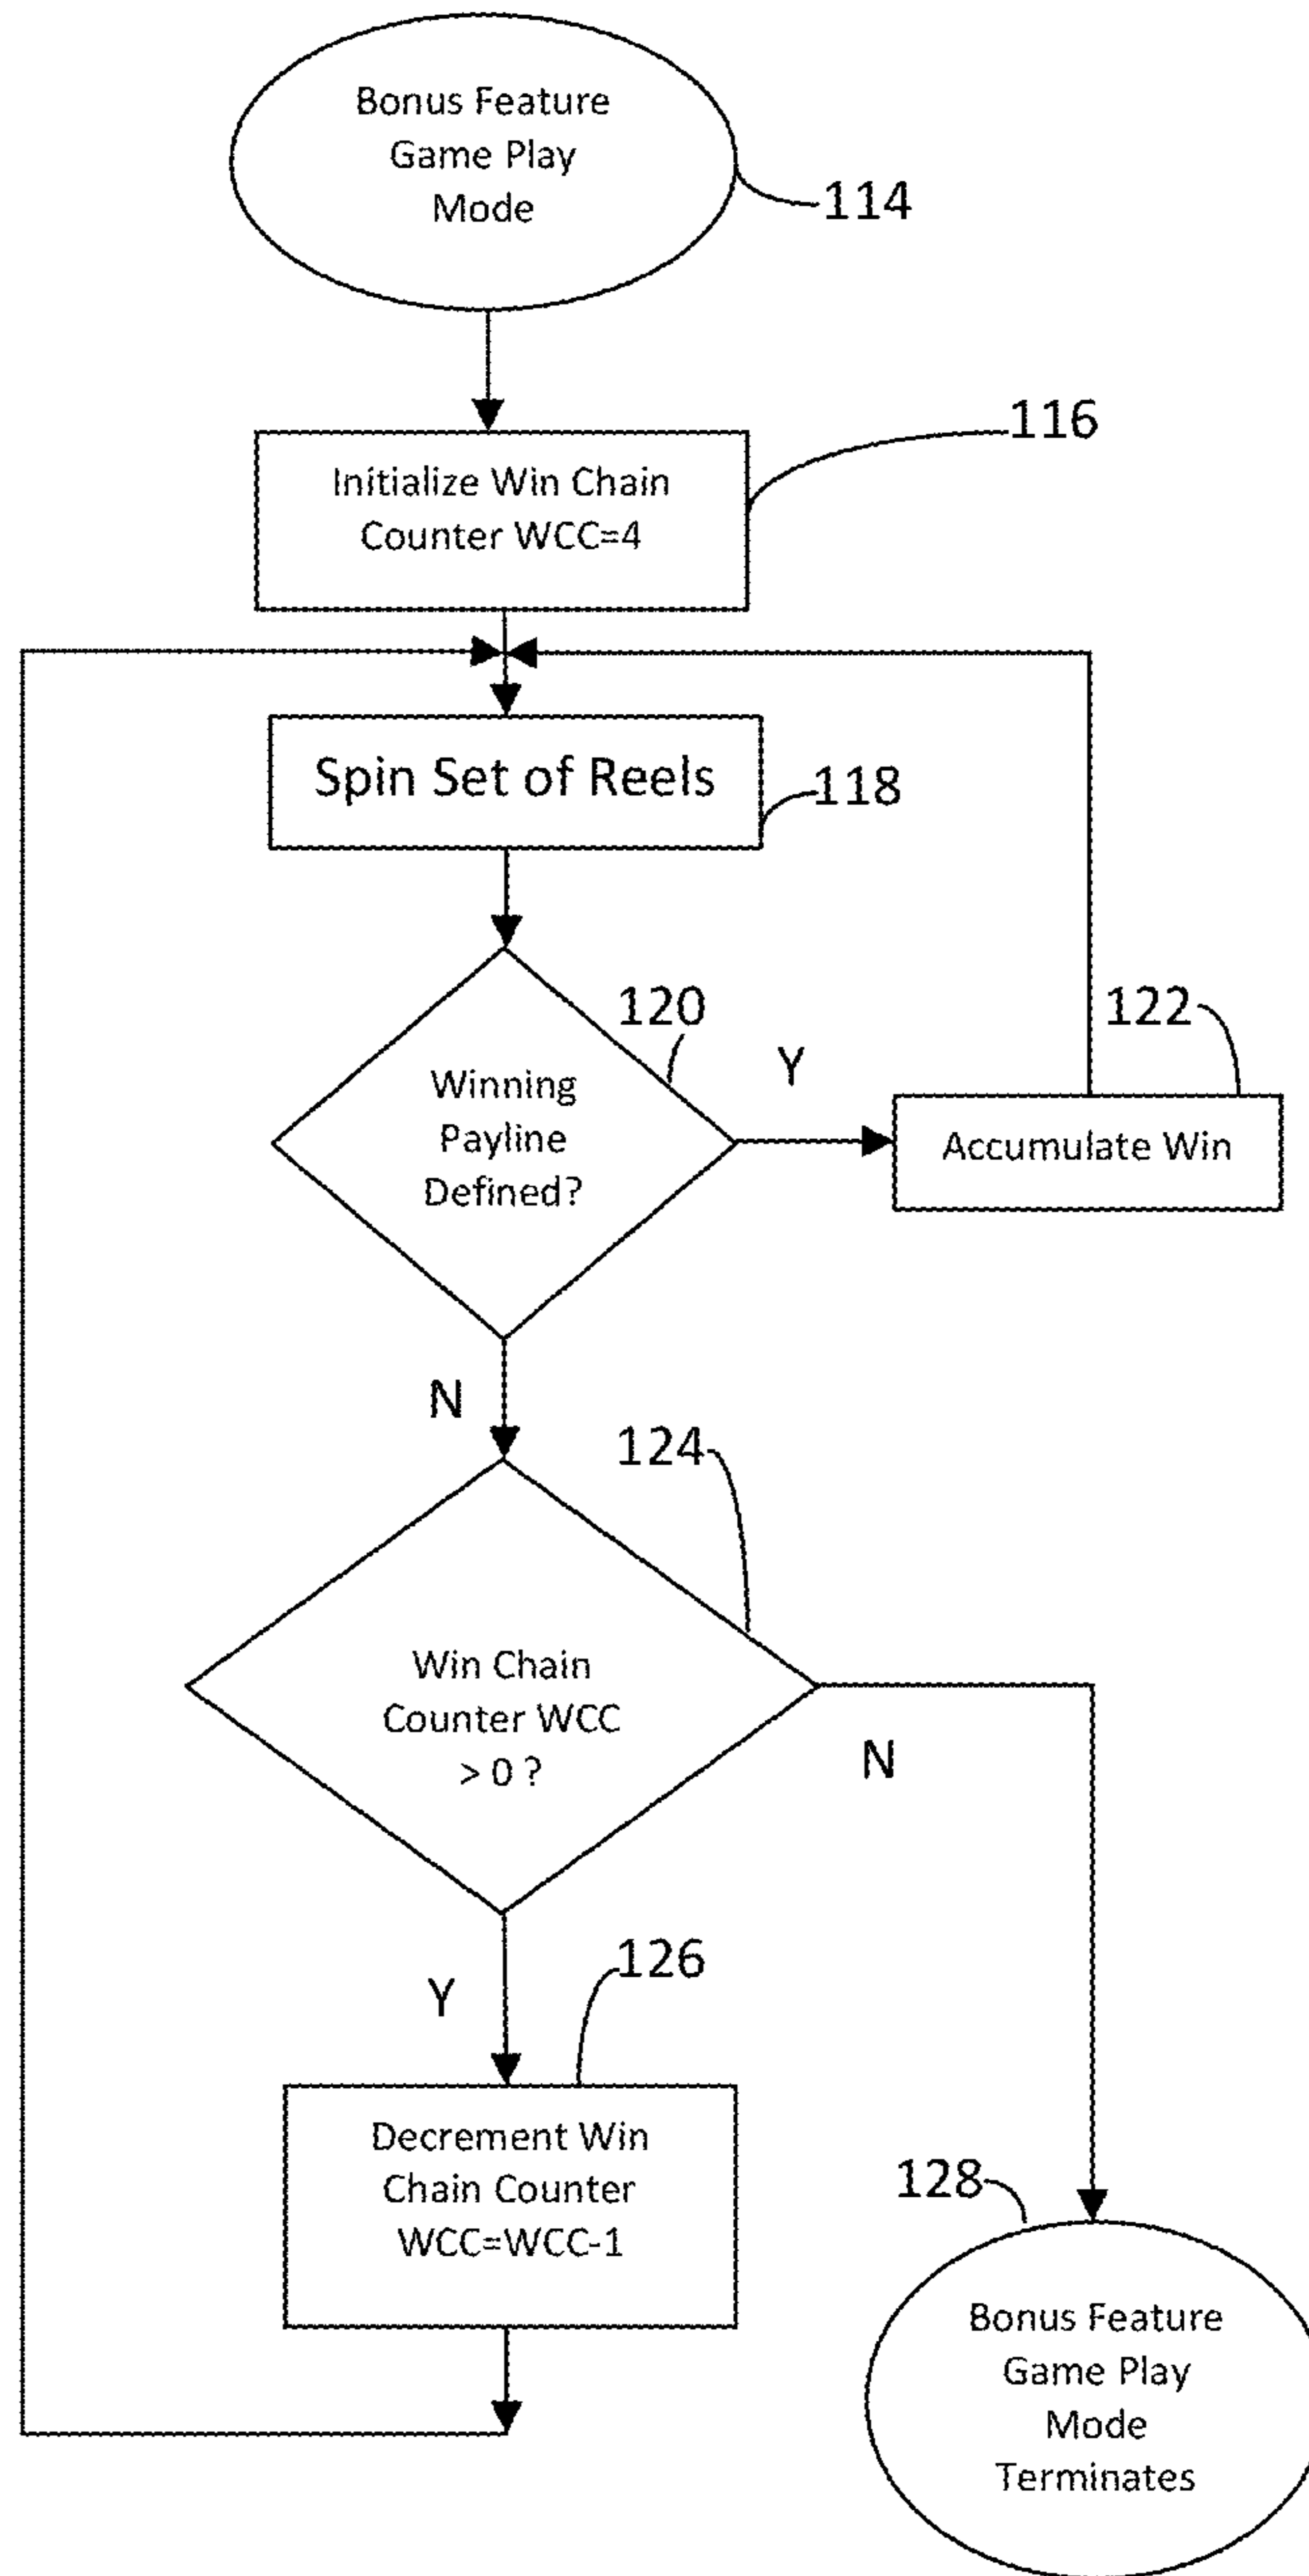 Bonus Feature
Game Play
Mode
114
116
Initialize Win Chain
Counter WCC=4
Spin Set of Reels
118
120
Winning
Payline
Defined?
Y
122
Accumulate Win
N
124
Win Chain
Counter WCC
> 0 ?
N
Y
126
Decrement Win
Chain Counter
WCC=WCC-1
128
Bonus Feature
Game Play
Mode
Terminates